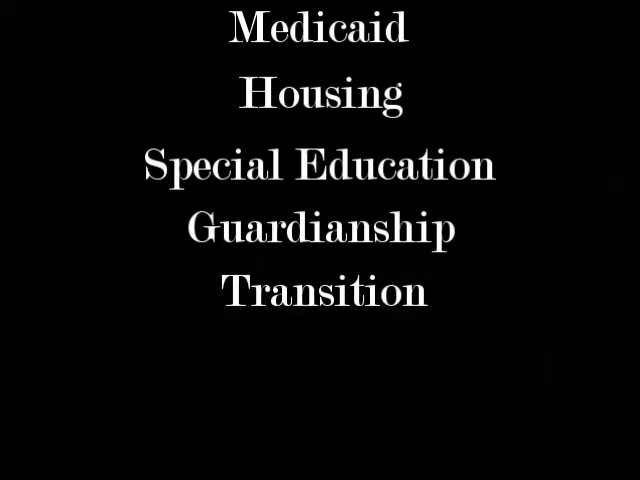 Medicaid
Housing
Special Education
Guardianship
Transition